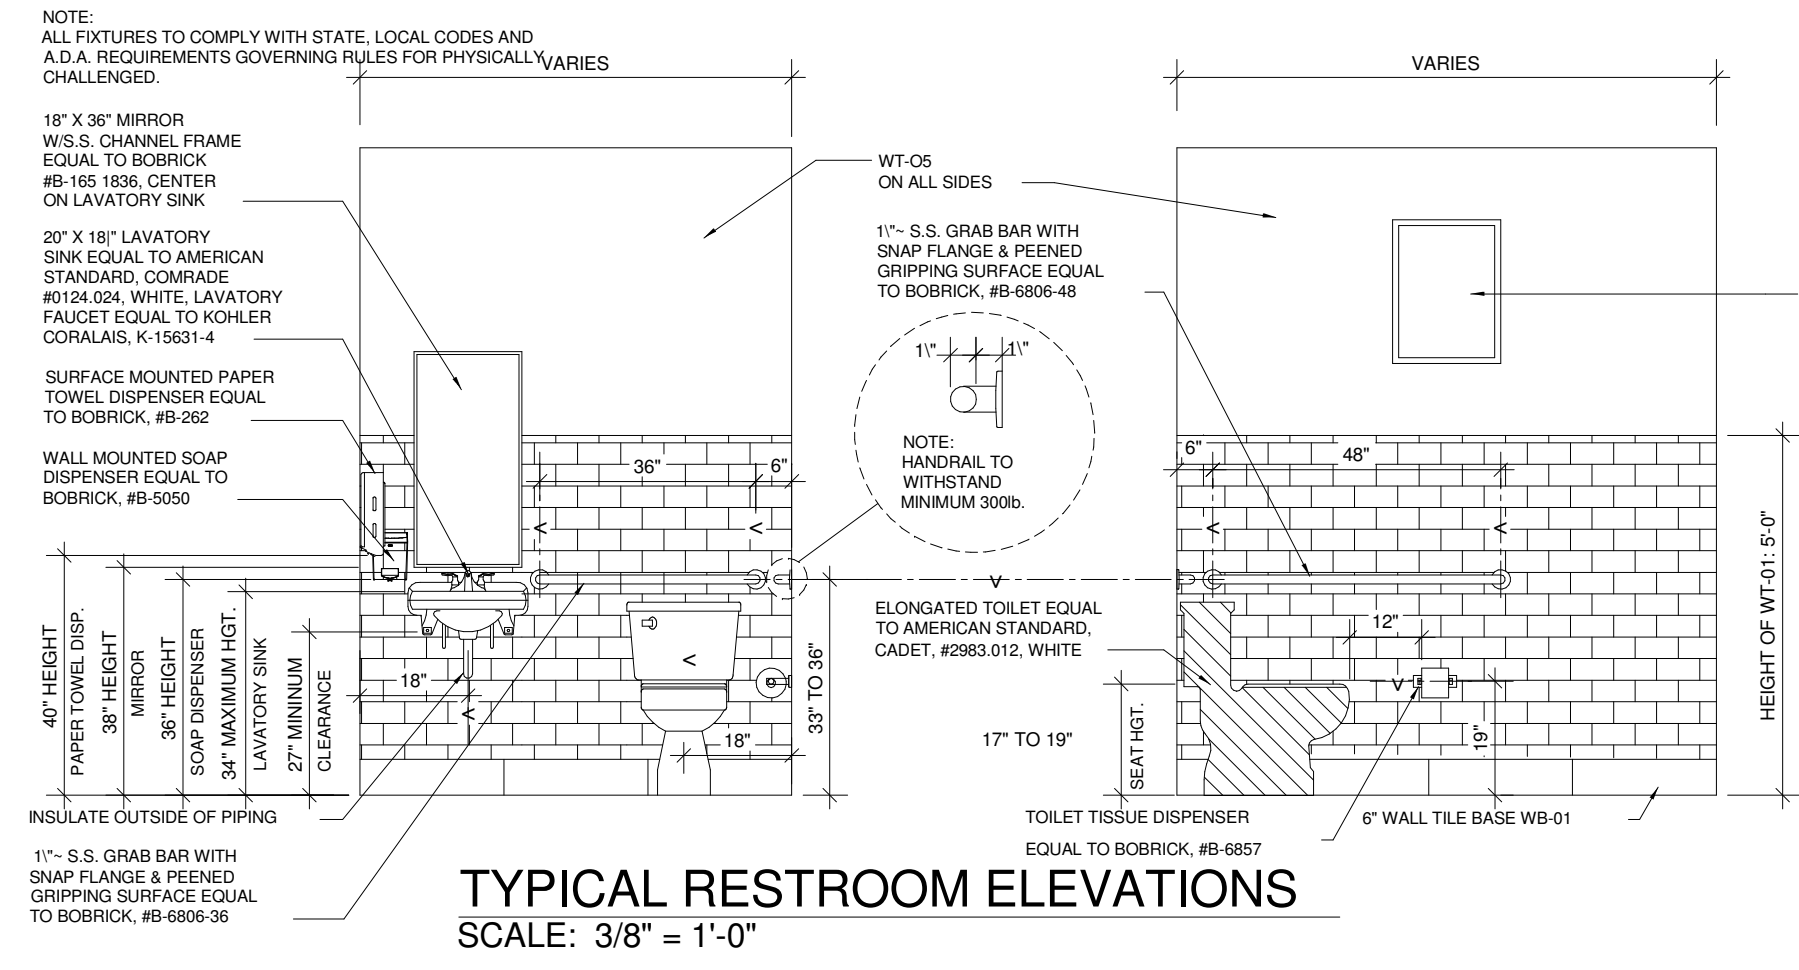 NOTE:
ALL FIXTURES TO COMPLY WITH STATE, LOCAL CODES AND
A.D.A. REQUIREMENTS GOVERNING RULES FOR PHYSICALLY
CHALLENGED.
VARIES
VARIES
18" X 36" MIRROR
W/S.S. CHANNEL FRAME
EQUAL TO BOBRICK
#B-165 1836, CENTER
ON LAVATORY SINK
20" X 18|" LAVATORY
SINK EQUAL TO AMERICAN
STANDARD, COMRADE
#0124.024, WHITE, LAVATORY
FAUCET EQUAL TO KOHLER
CORALAIS, K-15631-4
SURFACE MOUNTED PAPER
TOWEL DISPENSER EQUAL
TO BOBRICK, #B-262
WALL MOUNTED SOAP
DISPENSER EQUAL TO
BOBRICK, #B-5050
WT-O5
ON ALL SIDES
1\"~ S.S. GRAB BAR WITH
SNAP FLANGE & PEENED
GRIPPING SURFACE EQUAL
TO BOBRICK, #B-6806-48
1\"
1\"
NOTE:
HANDRAIL TO
WITHSTAND
MINIMUM 300lb.
36"
6"
6"
48"
<
<
<
<
<
<
<
<
40" HEIGHT
PAPER TOWEL DISP.
38" HEIGHT
MIRROR
36" HEIGHT
SOAP DISPENSER
34" MAXIMUM HGT.
LAVATORY SINK
27" MININUM
CLEARANCE
18"
18"
33" TO 36"
ELONGATED TOILET EQUAL
TO AMERICAN STANDARD,
CADET, #2983.012, WHITE
17" TO 19"
SEAT HGT.
12"
19"
HEIGHT OF WT-01: 5'-0"
INSULATE OUTSIDE OF PIPING
1\"~ S.S. GRAB BAR WITH
SNAP FLANGE & PEENED
GRIPPING SURFACE EQUAL
TO BOBRICK, #B-6806-36
TOILET TISSUE DISPENSER
EQUAL TO BOBRICK, #B-6857
6" WALL TILE BASE WB-01
TYPICAL RESTROOM ELEVATIONS
SCALE: 3/8" = 1'-0"